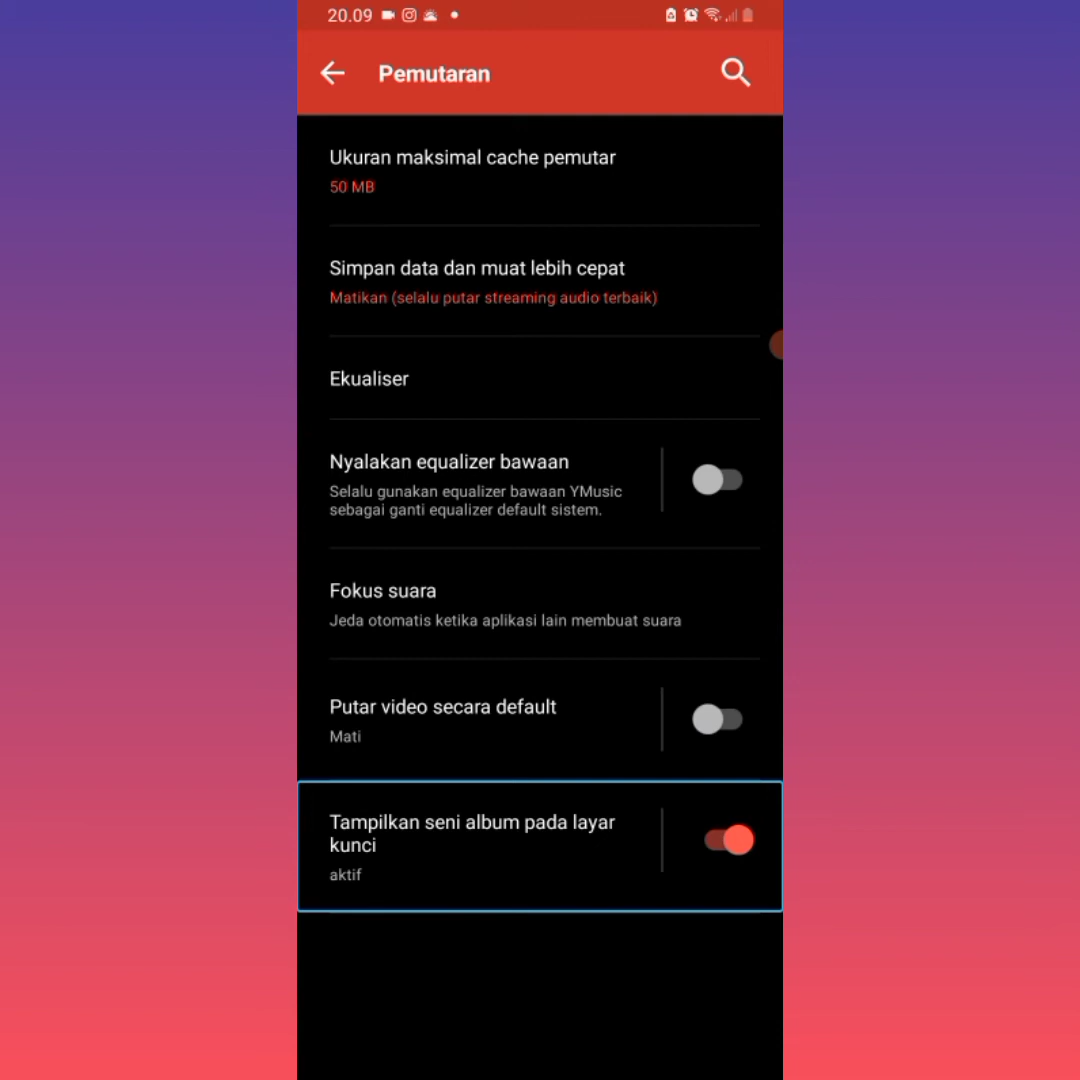 20.09
Pemutaran
Ukuran maksimal cache pemutar
50 MB
Simpan data dan muat lebih cepat
Matikan (selalu putar streaming audio terbaik)
Ekualiser
Nyalakan equalizer bawaan
Selalu gunakan equalizer bawaan YMusic
sebagai ganti equalizer default sistem.
Fokus suara
Jeda otomatis ketika aplikasi lain membuat suara
Putar video secara default
Mati
Tampilkan seni album pada layar
kunci
aktif